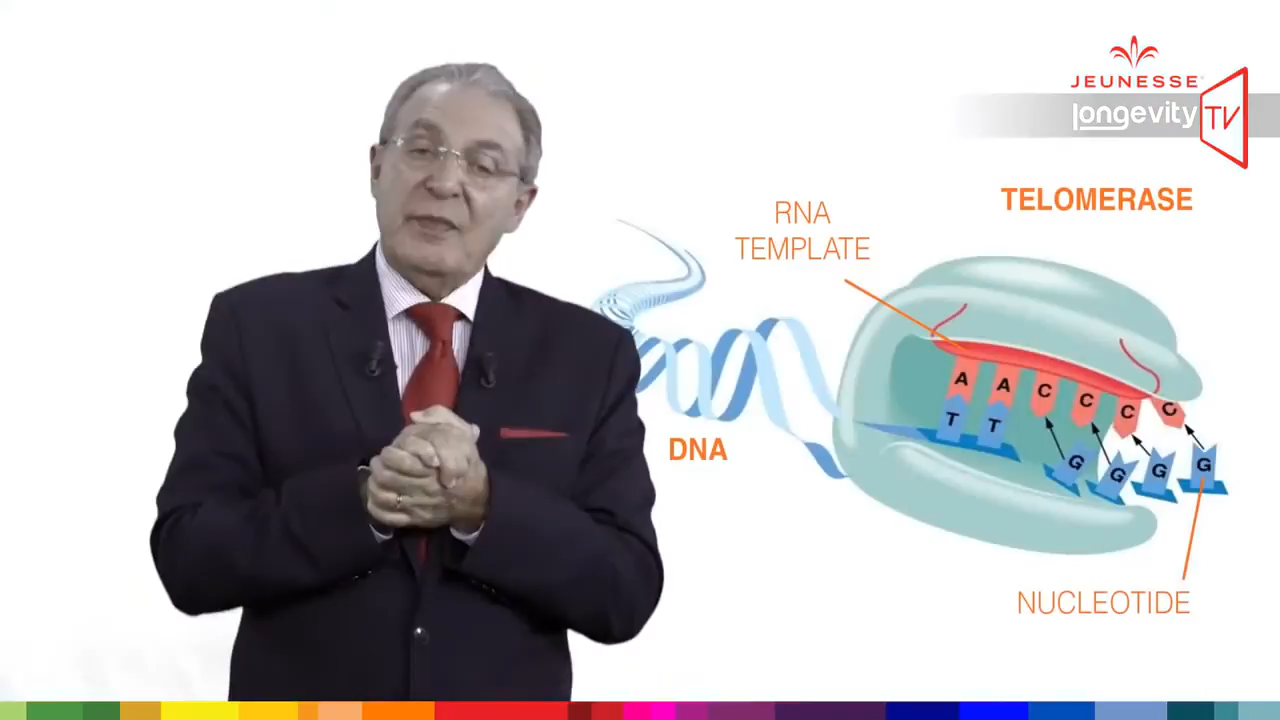 JEUNESSE
longevity TV
TELOMERASE
RNA
TEMPLATE
A A C C C C
T T
G G G G
DNA
NUCLEOTIDE